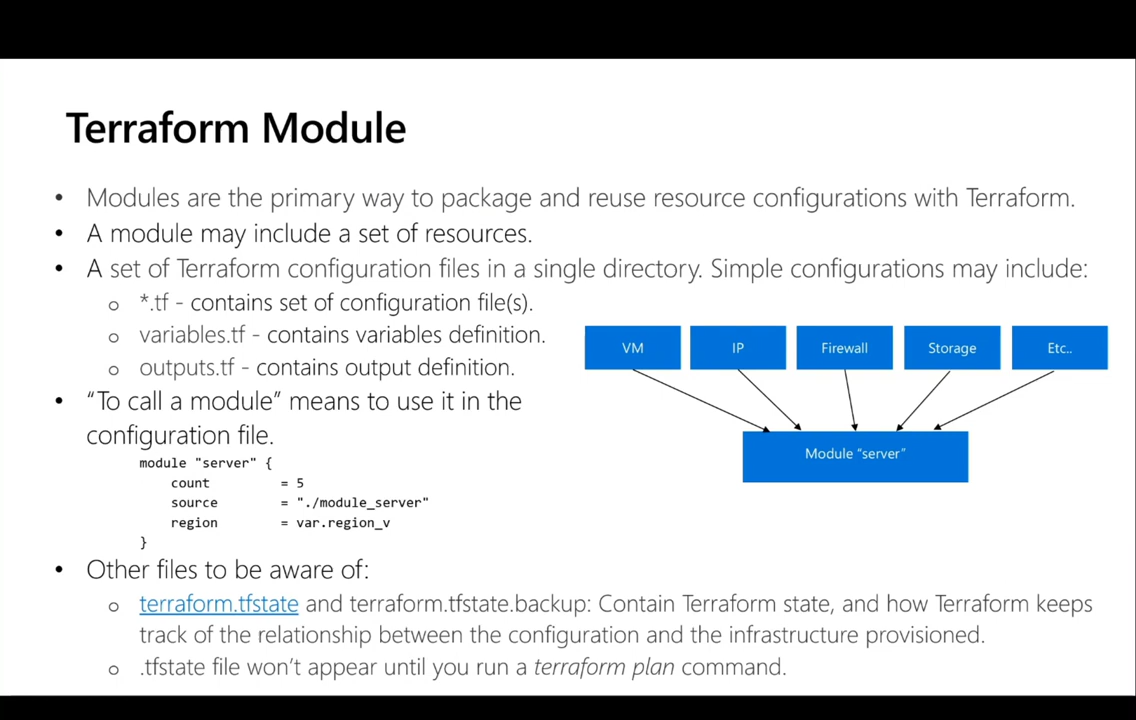 Terraform Module
• Modules are the primary way to package and reuse resource configurations with Terraform.
• A module may include a set of resources.
• A set of Terraform configuration files in a single directory. Simple configurations may include:
o *.tf - contains set of configuration file(s).
o variables.tf - contains variables definition.
o outputs.tf - contains output definition.
• “To call a module” means to use it in the
configuration file.
module "server" {
count = 5
source = "./module_server"
region = var.region_v
}
VM
IP
Firewall
Storage
Etc..
Module “server”
• Other files to be aware of:
o terraform.tfstate and terraform.tfstate.backup: Contain Terraform state, and how Terraform keeps
track of the relationship between the configuration and the infrastructure provisioned.
o .tfstate file won’t appear until you run a terraform plan command.